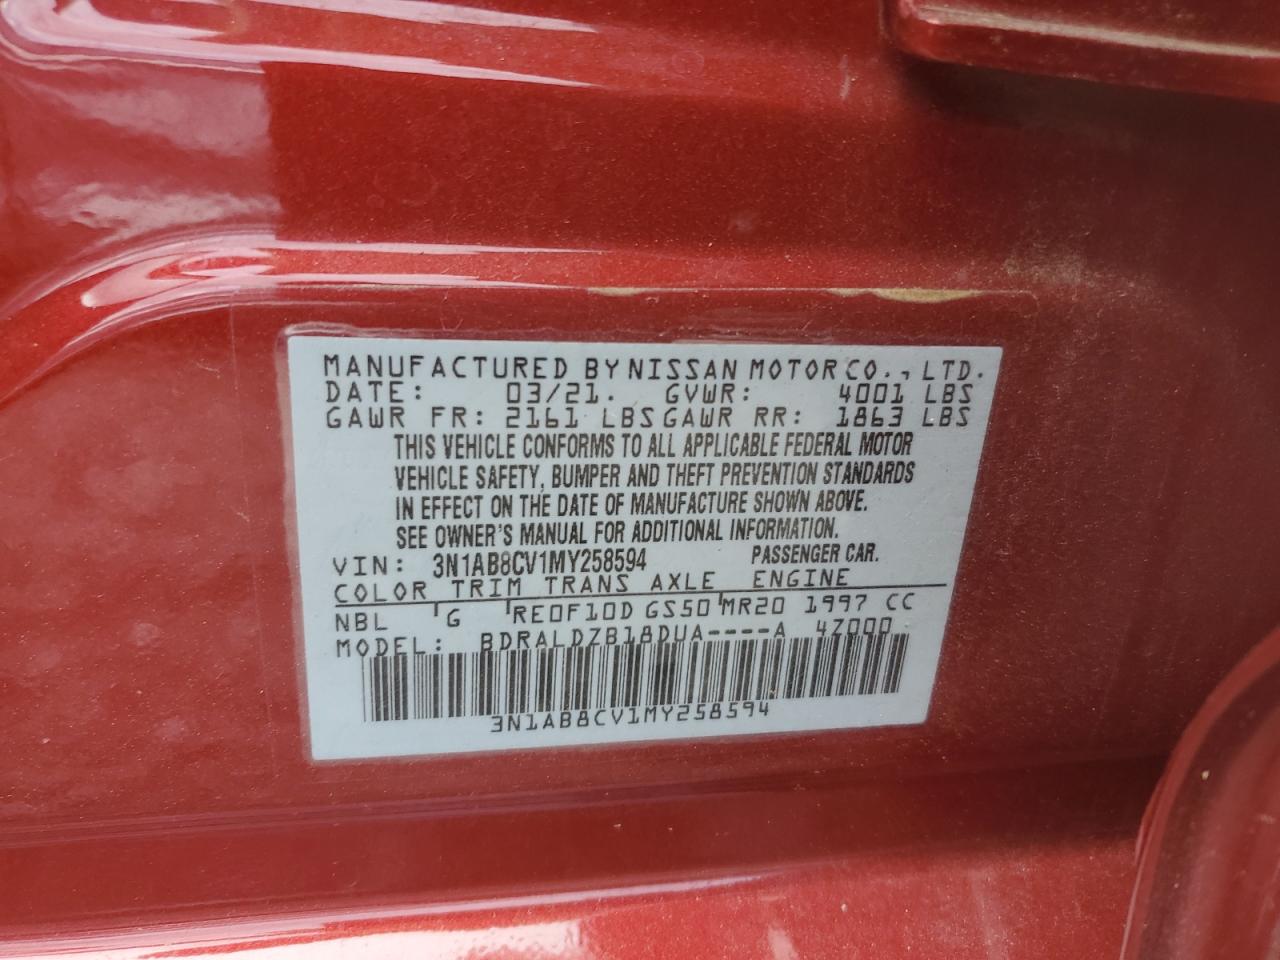 MANUFACTURED BY NISSAN MOTOR CO., LTD.
DATE: 03/21. GVWR: 4001 LBS
GAWR FR: 2161 LBS GAWR RR: 1863 LBS
THIS VEHICLE CONFORMS TO ALL APPLICABLE FEDERAL MOTOR
VEHICLE SAFETY, BUMPER AND THEFT PREVENTION STANDARDS
IN EFFECT ON THE DATE OF MANUFACTURE SHOWN ABOVE.
SEE OWNER'S MANUAL FOR ADDITIONAL INFORMATION.
VIN: 3N1AB8CV1MY258594 PASSENGER CAR.
COLOR TRIM TRANS AXLE ENGINE
NBL G RE0F10D GS50 MR20 1997 CC
MODEL: BDRALDZB18DUA----A 4Z000
3N1AB8CV1MY258594